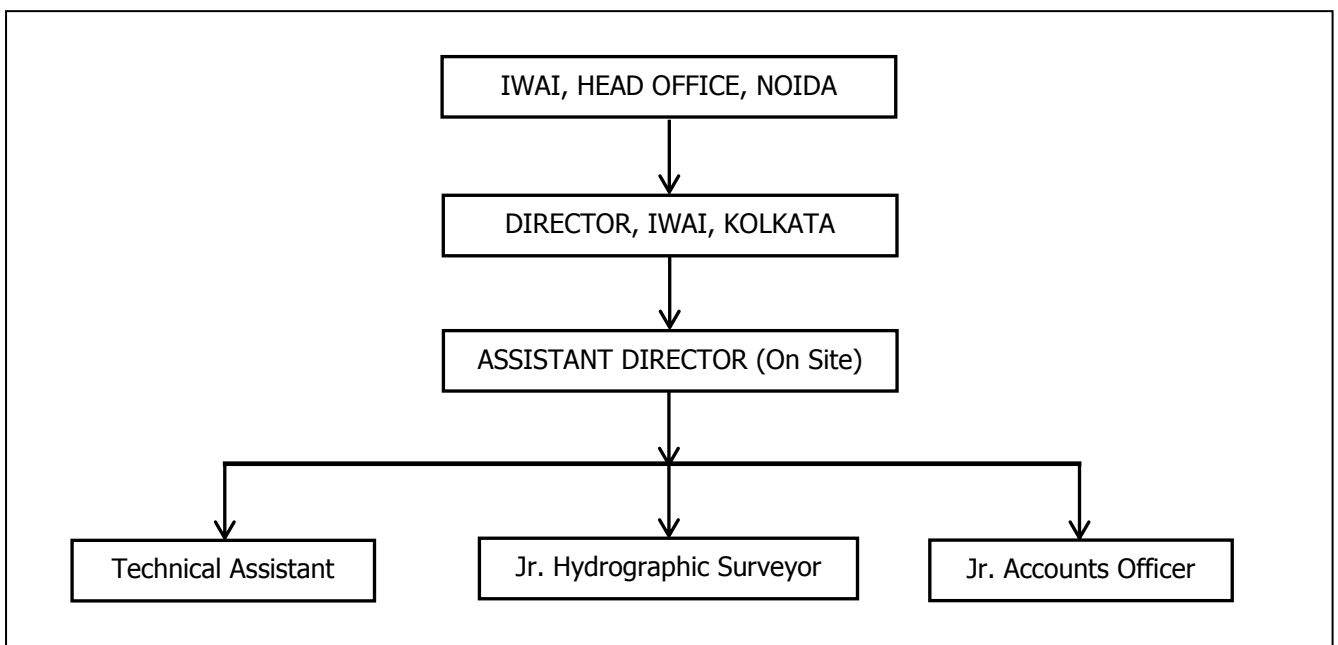 IWAI, HEAD OFFICE, NOIDA
DIRECTOR, IWAI, KOLKATA
ASSISTANT DIRECTOR (On Site)
Technical Assistant
Jr. Hydrographic Surveyor
Jr. Accounts Officer